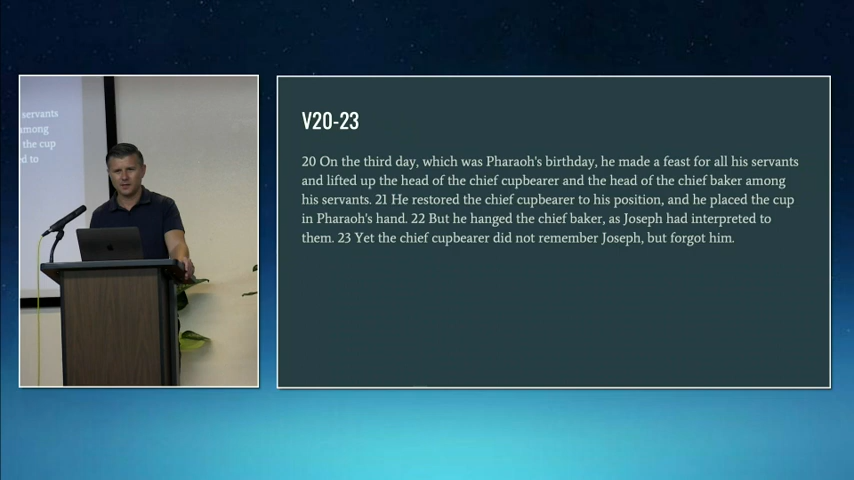 servants
among
the cup
ed to
V20-23
20 On the third day, which was Pharaoh's birthday, he made a feast for all his servants
and lifted up the head of the chief cupbearer and the head of the chief baker among
his servants. 21 He restored the chief cupbearer to his position, and he placed the cup
in Pharaoh's hand. 22 But he hanged the chief baker, as Joseph had interpreted to
them. 23 Yet the chief cupbearer did not remember Joseph, but forgot him.